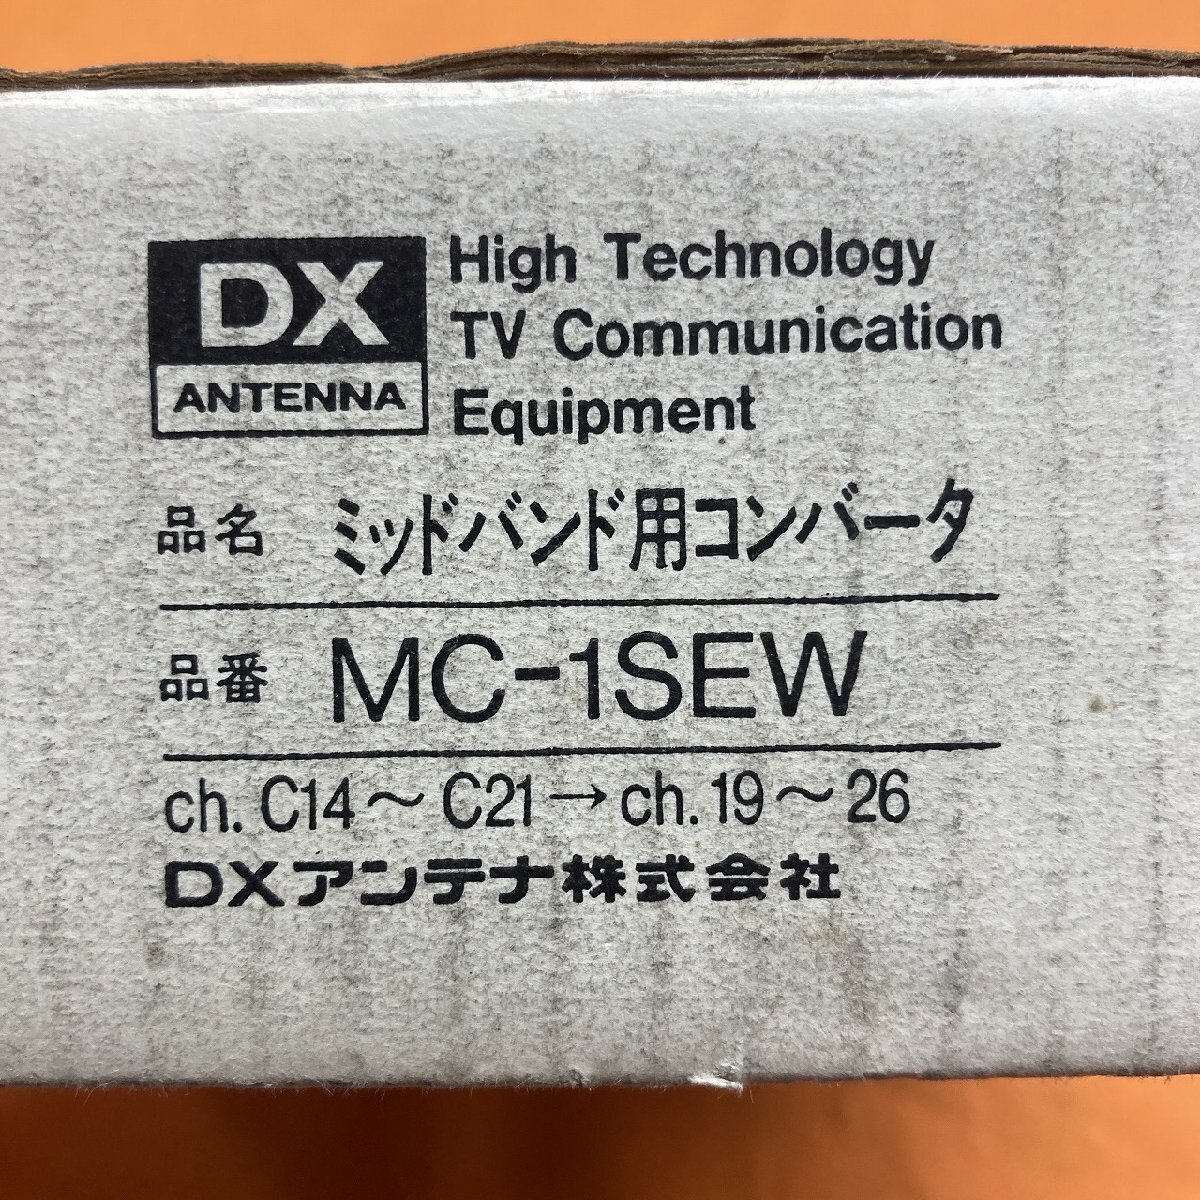 DX
ANTENNA
High Technology
TV Communication
Equipment
品名 ミッドバンド用コンバータ
品番 MC-1SEW
ch. C14～C21→ch.19～26
DXアンテナ株式会社